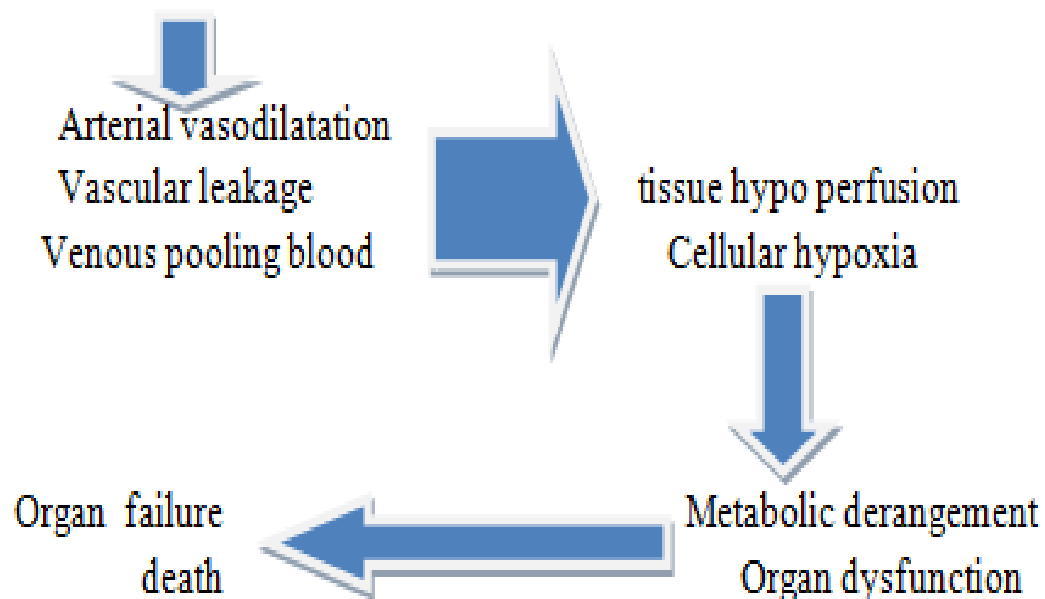 Arterial vasodilatation
Vascular leakage
Venous pooling blood
tissue hypo perfusion
Cellular hypoxia
Metabolic derangement
Organ dysfunction
Organ failure
death